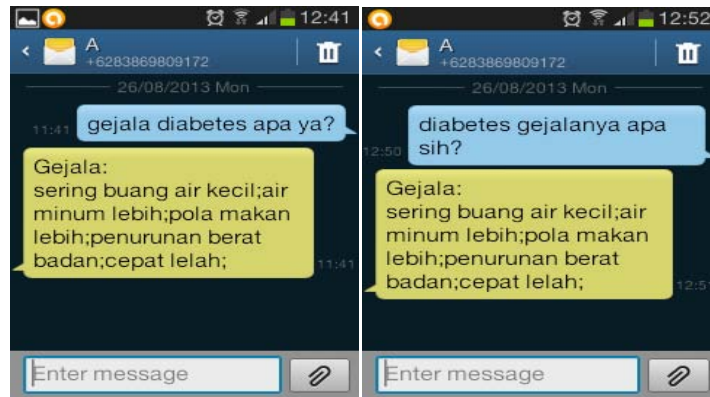 12:41
A
+6283869809172
26/08/2013 Mon
11:41
gejala diabetes apa ya?
Gejala:
sering buang air kecil;air
minum lebih;pola makan
lebih;penurunan berat
badan;cepat lelah;
11:41
Enter message
12:52
A
+6283869809172
26/08/2013 Mon
diabetes gejalanya apa
sih?
12:50
Gejala:
sering buang air kecil;air
minum lebih;pola makan
lebih;penurunan berat
badan;cepat lelah;
12:51
Enter message